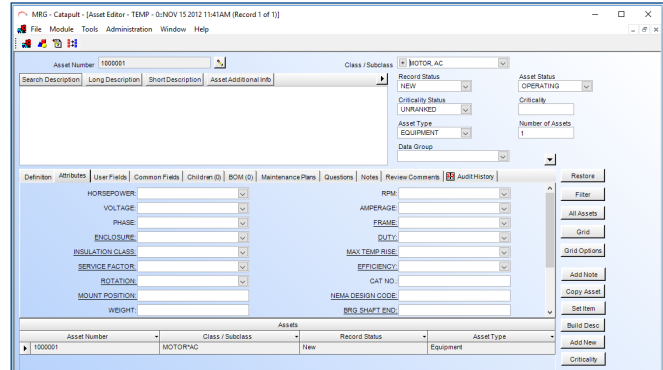 MRG - Catapult - [Asset Editor - TEMP - 0::NOV 15 2012 11:41AM (Record 1 of 1)]
File Module Tools Administration Window Help
Asset Number 1000001 Class / Subclass MOTOR, AC
Search Description Long Description Short Description Asset Additional Info
Record Status Asset Status
NEW OPERATING
Criticality Status Criticality
UNRANKED
Asset Type Number of Assets
EQUIPMENT 1
Data Group
Definition Attributes User Fields Common Fields Children (0) BOM (0) Maintenance Plans Questions Notes Review Comments Audit History Restore
HORSEPOWER: RPM: Filter
VOLTAGE: AMPERAGE: All Assets
PHASE: FRAME:
ENCLOSURE: DUTY: Grid
INSULATION CLASS: MAX TEMP RISE: Grid Options
SERVICE FACTOR: EFFICIENCY:
ROTATION: CAT NO.: Add Note
MOUNT POSITION: NEMA DESIGN CODE: Copy Asset
WEIGHT: BRG SHAFT END: Set Item
Assets Build Desc
Asset Number Class / Subclass Record Status Asset Type Add New
1000001 MOTOR*AC New Equipment
Criticality